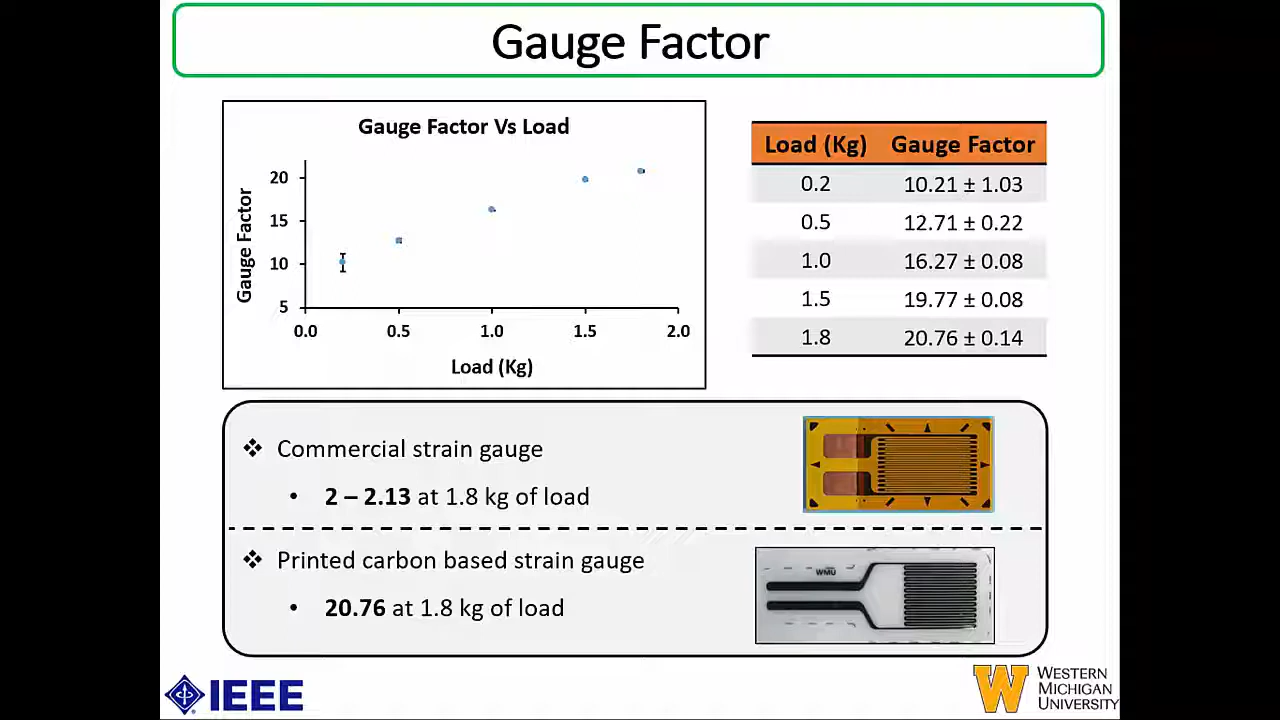 Gauge Factor
Gauge Factor Vs Load
Gauge Factor
20
15
10
5
0.0 0.5 1.0 1.5 2.0
Load (Kg)
Load (Kg) Gauge Factor
0.2 10.21 ± 1.03
0.5 12.71 ± 0.22
1.0 16.27 ± 0.08
1.5 19.77 ± 0.08
1.8 20.76 ± 0.14
❖ Commercial strain gauge
• 2 – 2.13 at 1.8 kg of load
❖ Printed carbon based strain gauge
• 20.76 at 1.8 kg of load
WMU
IEEE
W
WESTERN
MICHIGAN
UNIVERSITY